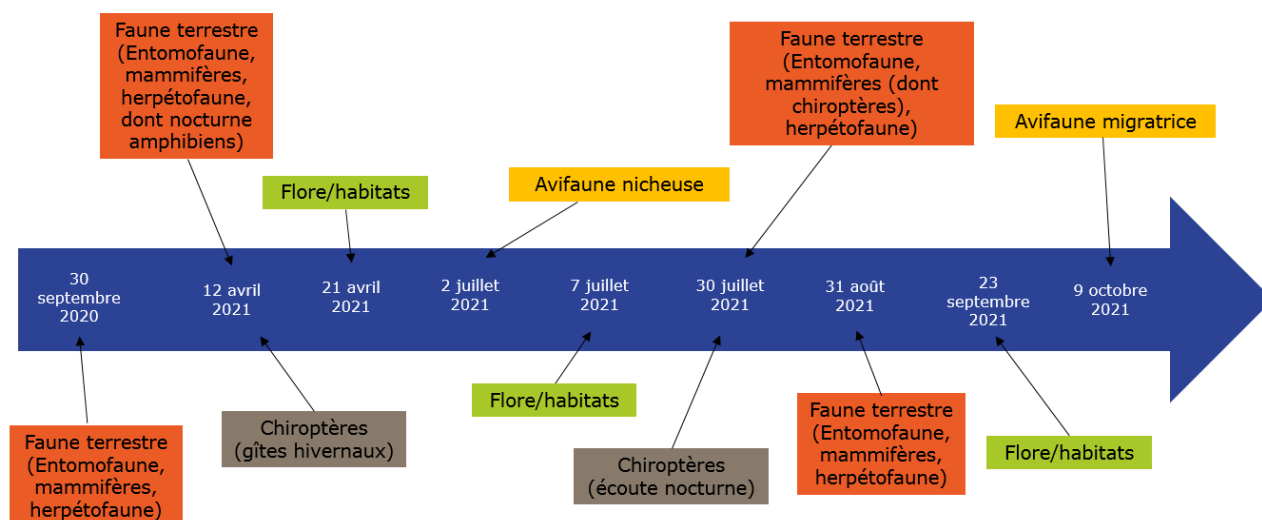 Faune terrestre
(Entomofaune,
mammifères,
herpétofaune,
dont nocturne
amphibiens)
Faune terrestre
(Entomofaune,
mammifères (dont
chiroptères),
herpétofaune)
Avifaune migratrice
Flore/habitats
Avifaune nicheuse
30
septembre
2020
12 avril
2021
21 avril
2021
2 juillet
2021
7 juillet
2021
30 juillet
2021
31 août
2021
23
septembre
2021
9 octobre
2021
Faune terrestre
(Entomofaune,
mammifères,
herpétofaune)
Chiroptères
(gîtes hivernaux)
Flore/habitats
Chiroptères
(écoute nocturne)
Faune terrestre
(Entomofaune,
mammifères,
herpétofaune)
Flore/habitats